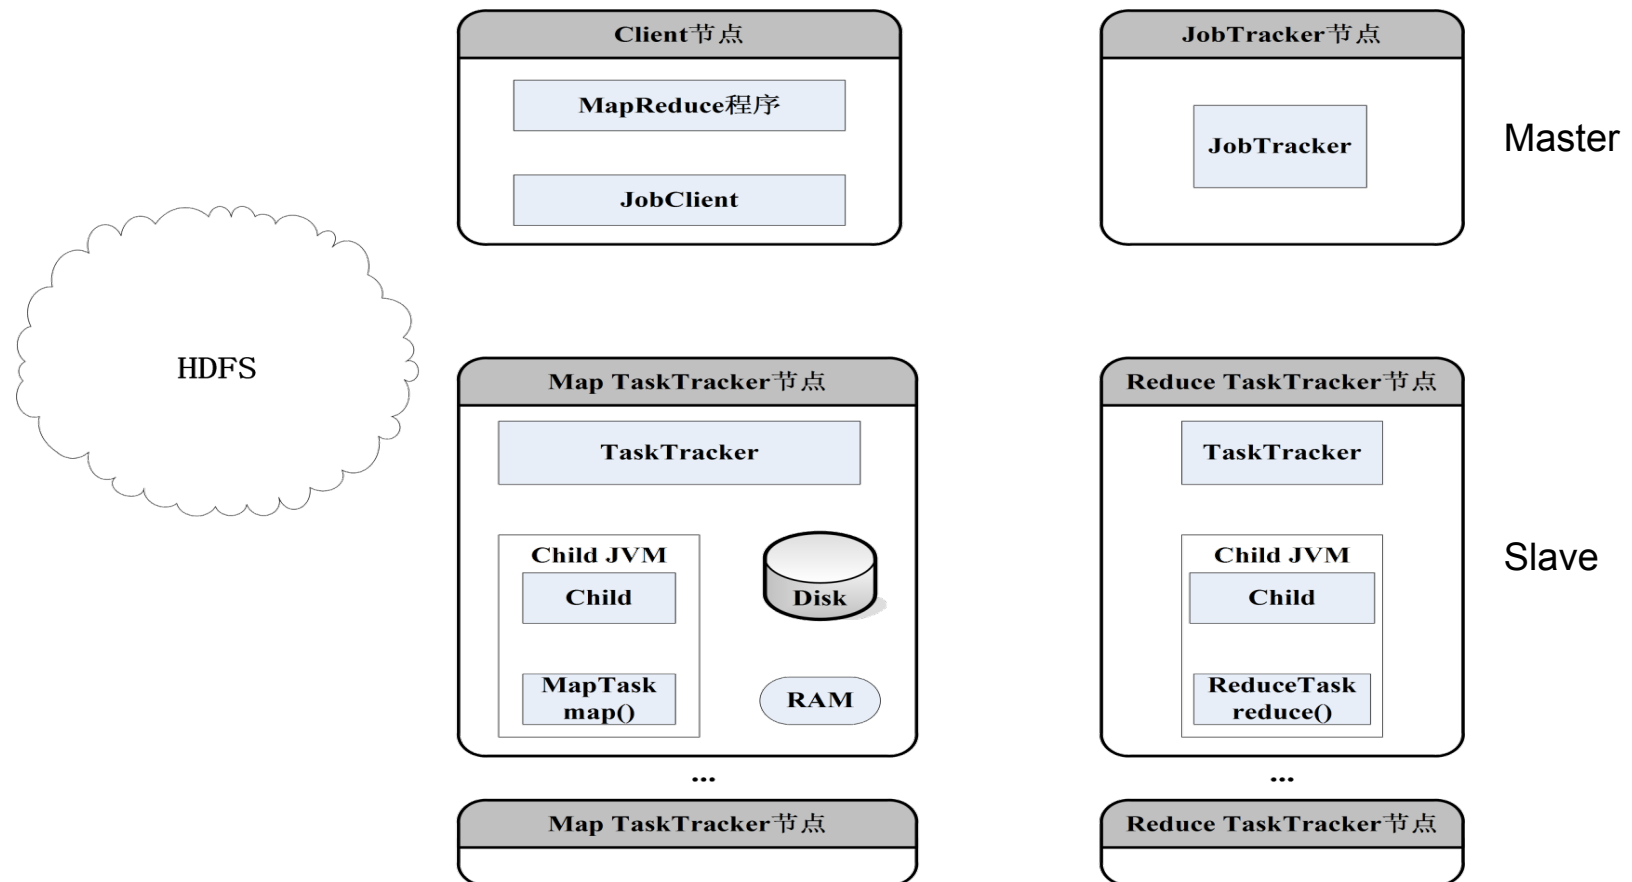 Client节点
MapReduce程序
JobClient
JobTracker节点
JobTracker
Master
HDFS
Map TaskTracker节点
TaskTracker
Child JVM
Child
MapTask
map()
Disk
RAM
...
Map TaskTracker节点
Reduce TaskTracker节点
TaskTracker
Child JVM
Child
ReduceTask
reduce()
...
Reduce TaskTracker节点
Slave